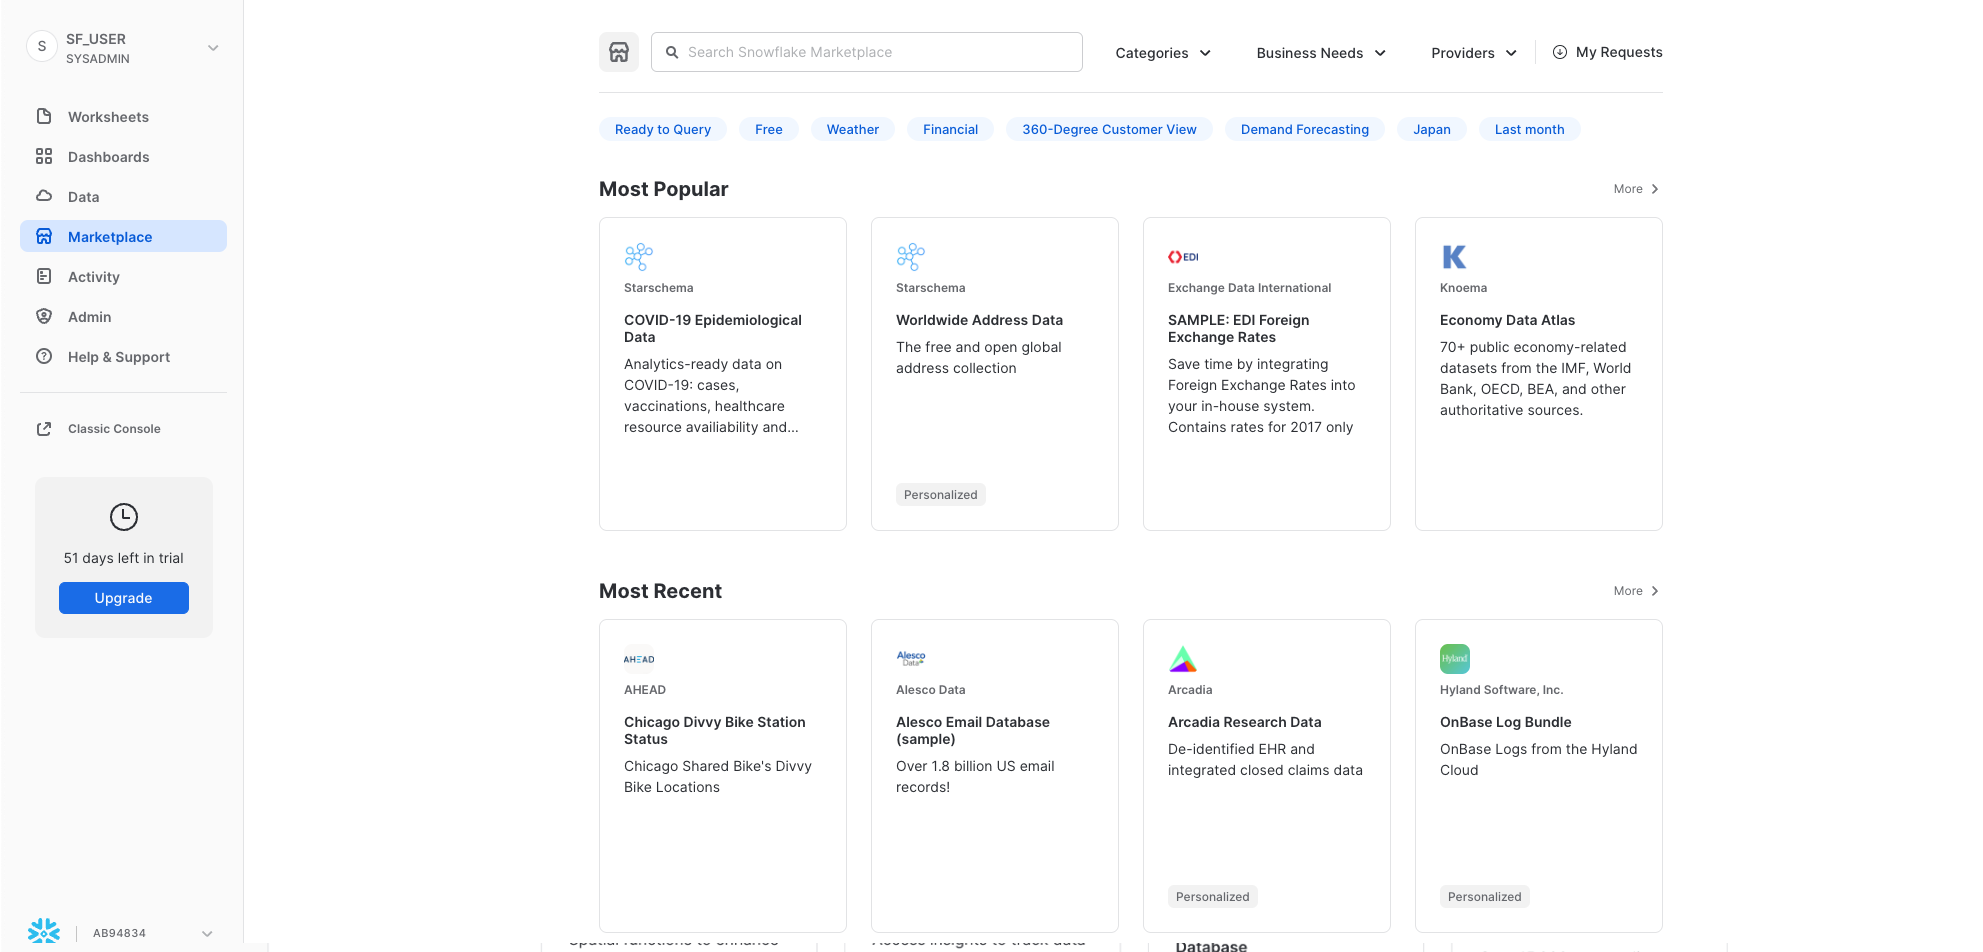 S
SF_USER
SYSADMIN
Worksheets
Dashboards
Data
Marketplace
Activity
Admin
Help & Support
Classic Console
51 days left in trial
Upgrade
AB94834
Search Snowflake Marketplace
Categories
Business Needs
Providers
My Requests
Ready to Query
Free
Weather
Financial
360-Degree Customer View
Demand Forecasting
Japan
Last month
Most Popular
More
Starschema
COVID-19 Epidemiological
Data
Analytics-ready data on
COVID-19: cases,
vaccinations, healthcare
resource availiability and...
Starschema
Worldwide Address Data
The free and open global
address collection
Personalized
EDI
Exchange Data International
SAMPLE: EDI Foreign
Exchange Rates
Save time by integrating
Foreign Exchange Rates into
your in-house system.
Contains rates for 2017 only
K
Knoema
Economy Data Atlas
70+ public economy-related
datasets from the IMF, World
Bank, OECD, BEA, and other
authoritative sources.
Most Recent
More
AHEAD
AHEAD
Chicago Divvy Bike Station
Status
Chicago Shared Bike's Divvy
Bike Locations
Alesco
Data
Alesco Data
Alesco Email Database
(sample)
Over 1.8 billion US email
records!
Arcadia
Arcadia Research Data
De-identified EHR and
integrated closed claims data
Personalized
Hyland
Hyland Software, Inc.
OnBase Log Bundle
OnBase Logs from the Hyland
Cloud
Personalized
Spatial functions to enhance
Access insights to track data
Database